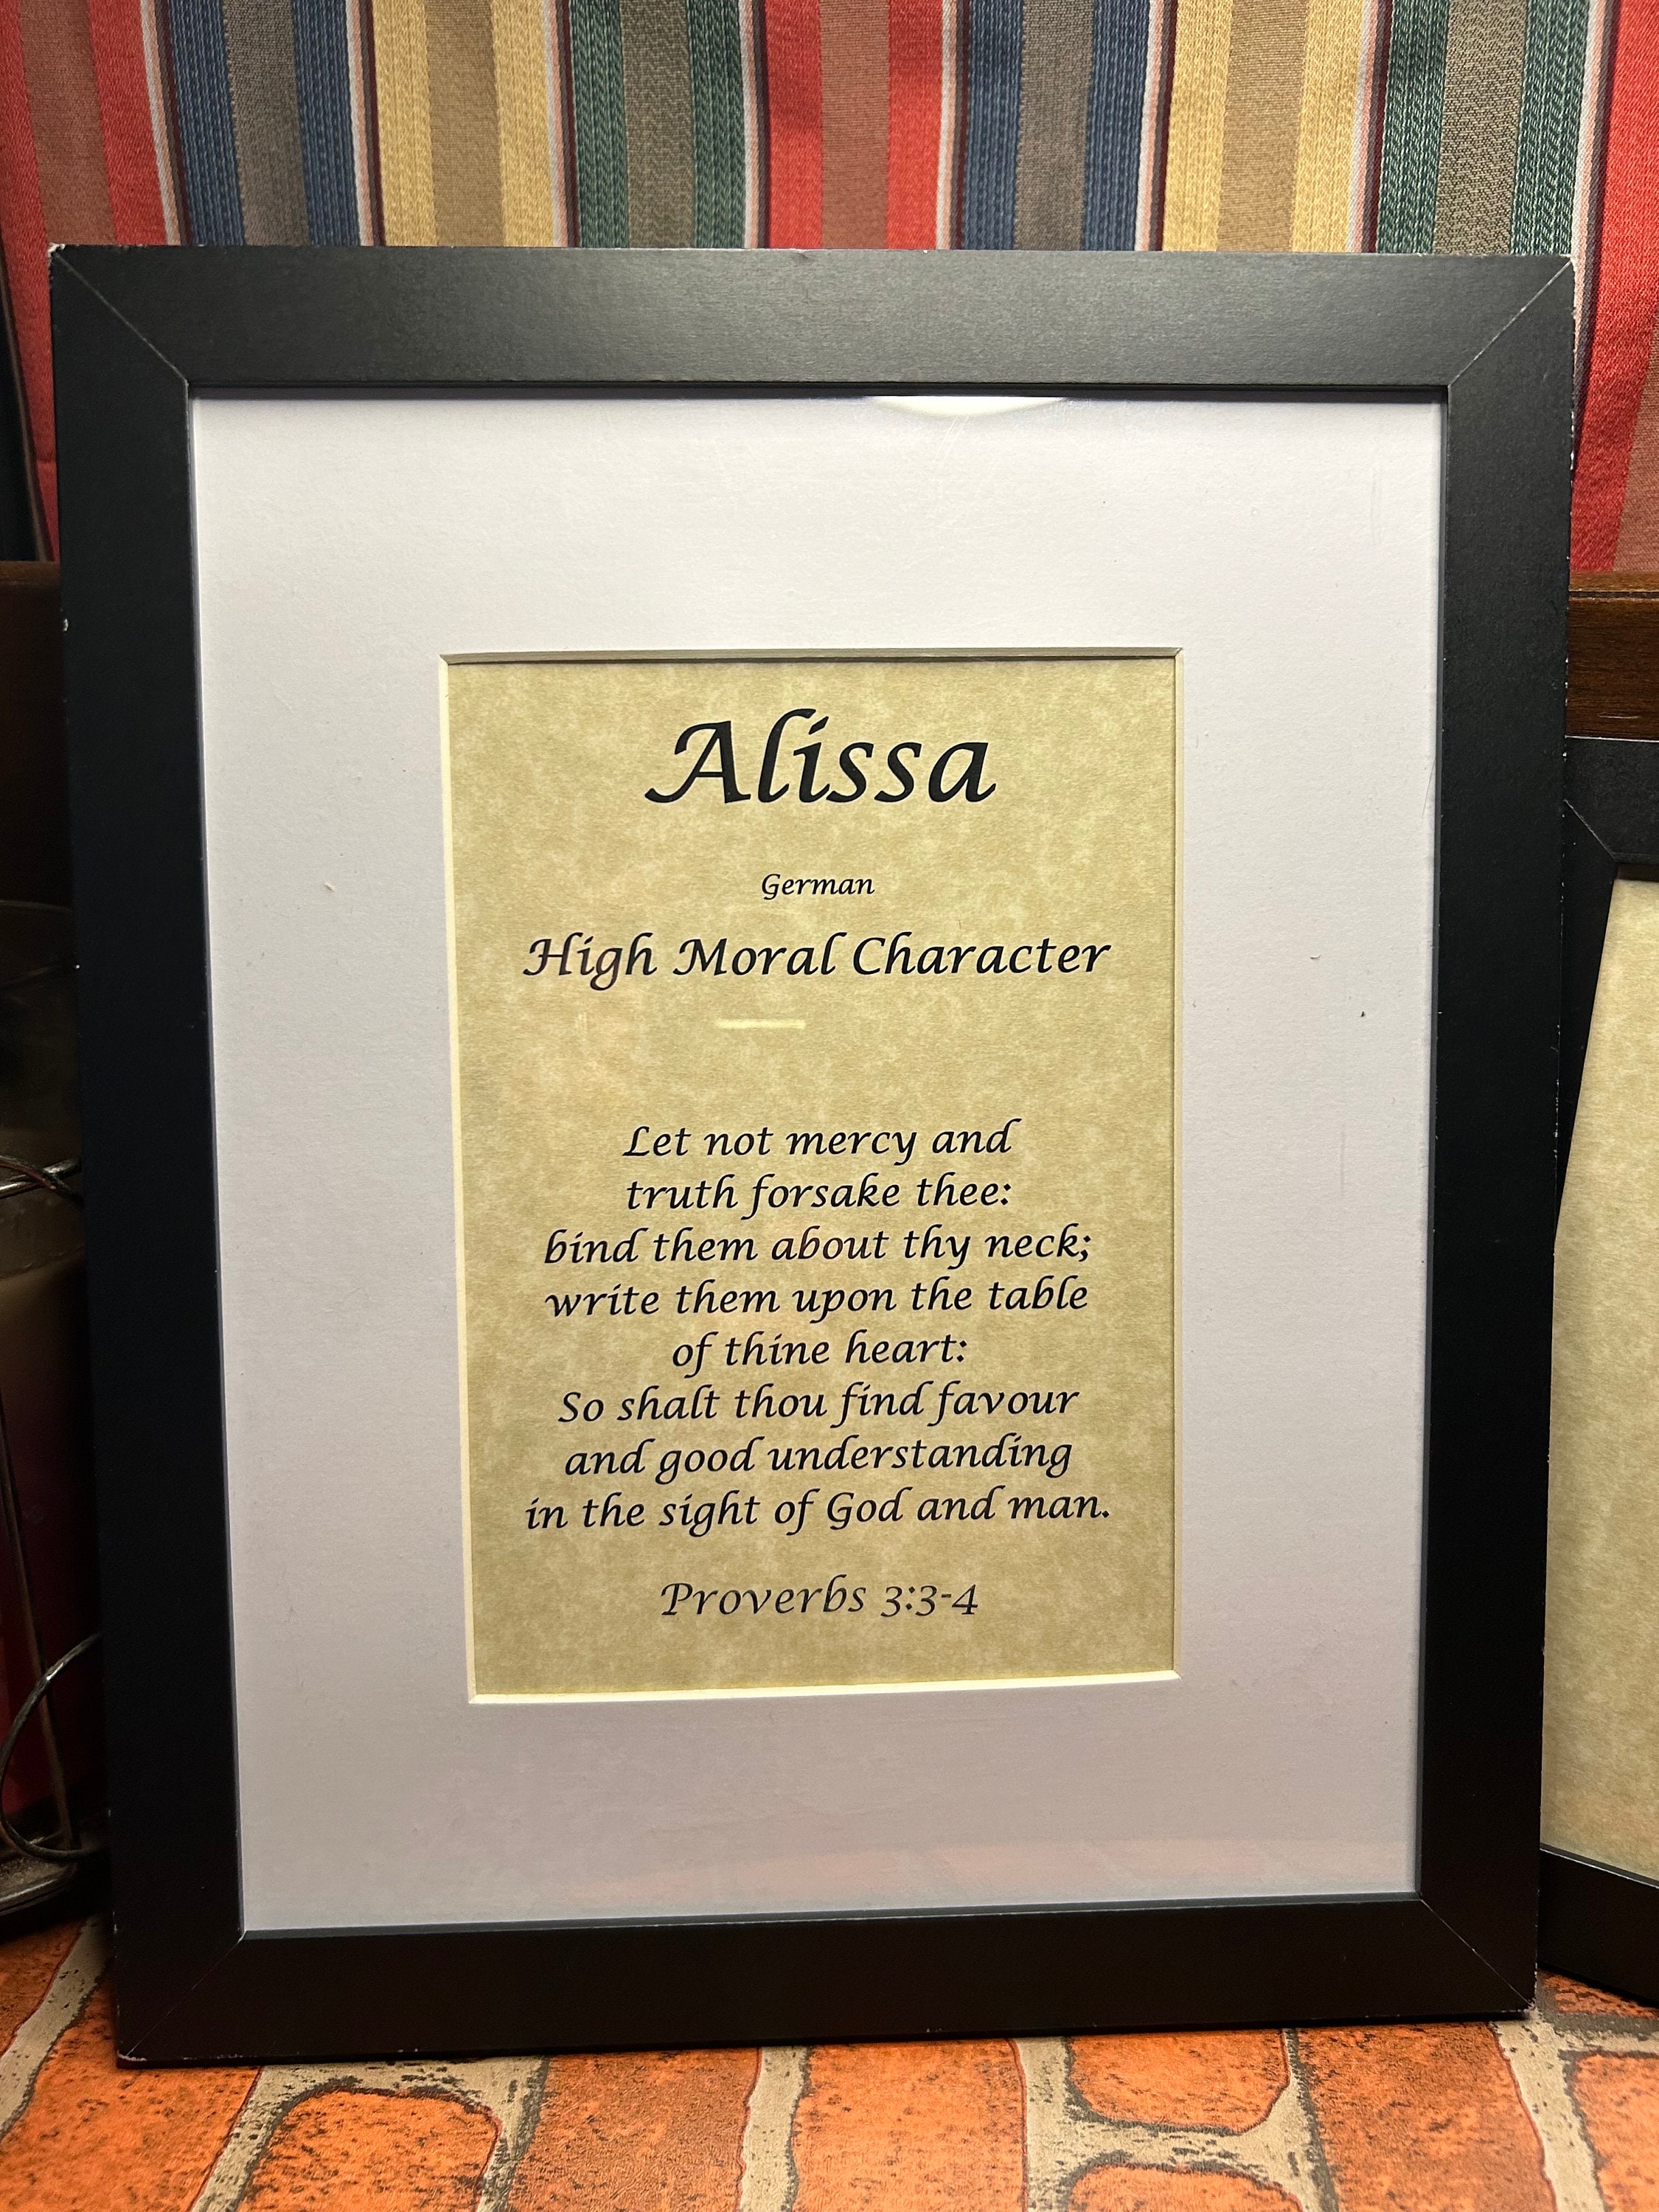 Alissa
German
High Moral Character
Let not mercy and
truth forsake thee:
bind them about thy neck;
write them upon the table
of thine heart:
So shalt thou find favour
and good understanding
in the sight of God and man.
Proverbs 3:3-4